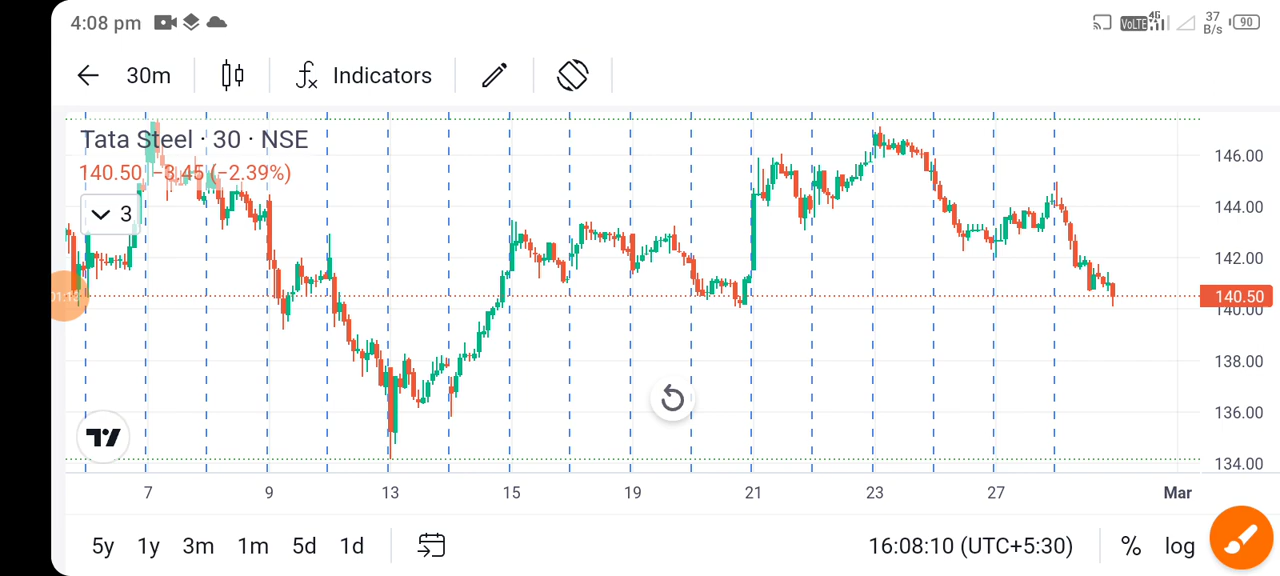 4:08 pm
VoLTE 4G 37 B/s 90
30m Indicators
Tata Steel · 30 · NSE
140.50 −3.45 (−2.39%)
3
146.00
144.00
142.00
140.50
140.00
138.00
136.00
134.00
7 9 13 15 19 21 23 27 Mar
5y 1y 3m 1m 5d 1d 16:08:10 (UTC+5:30) % log